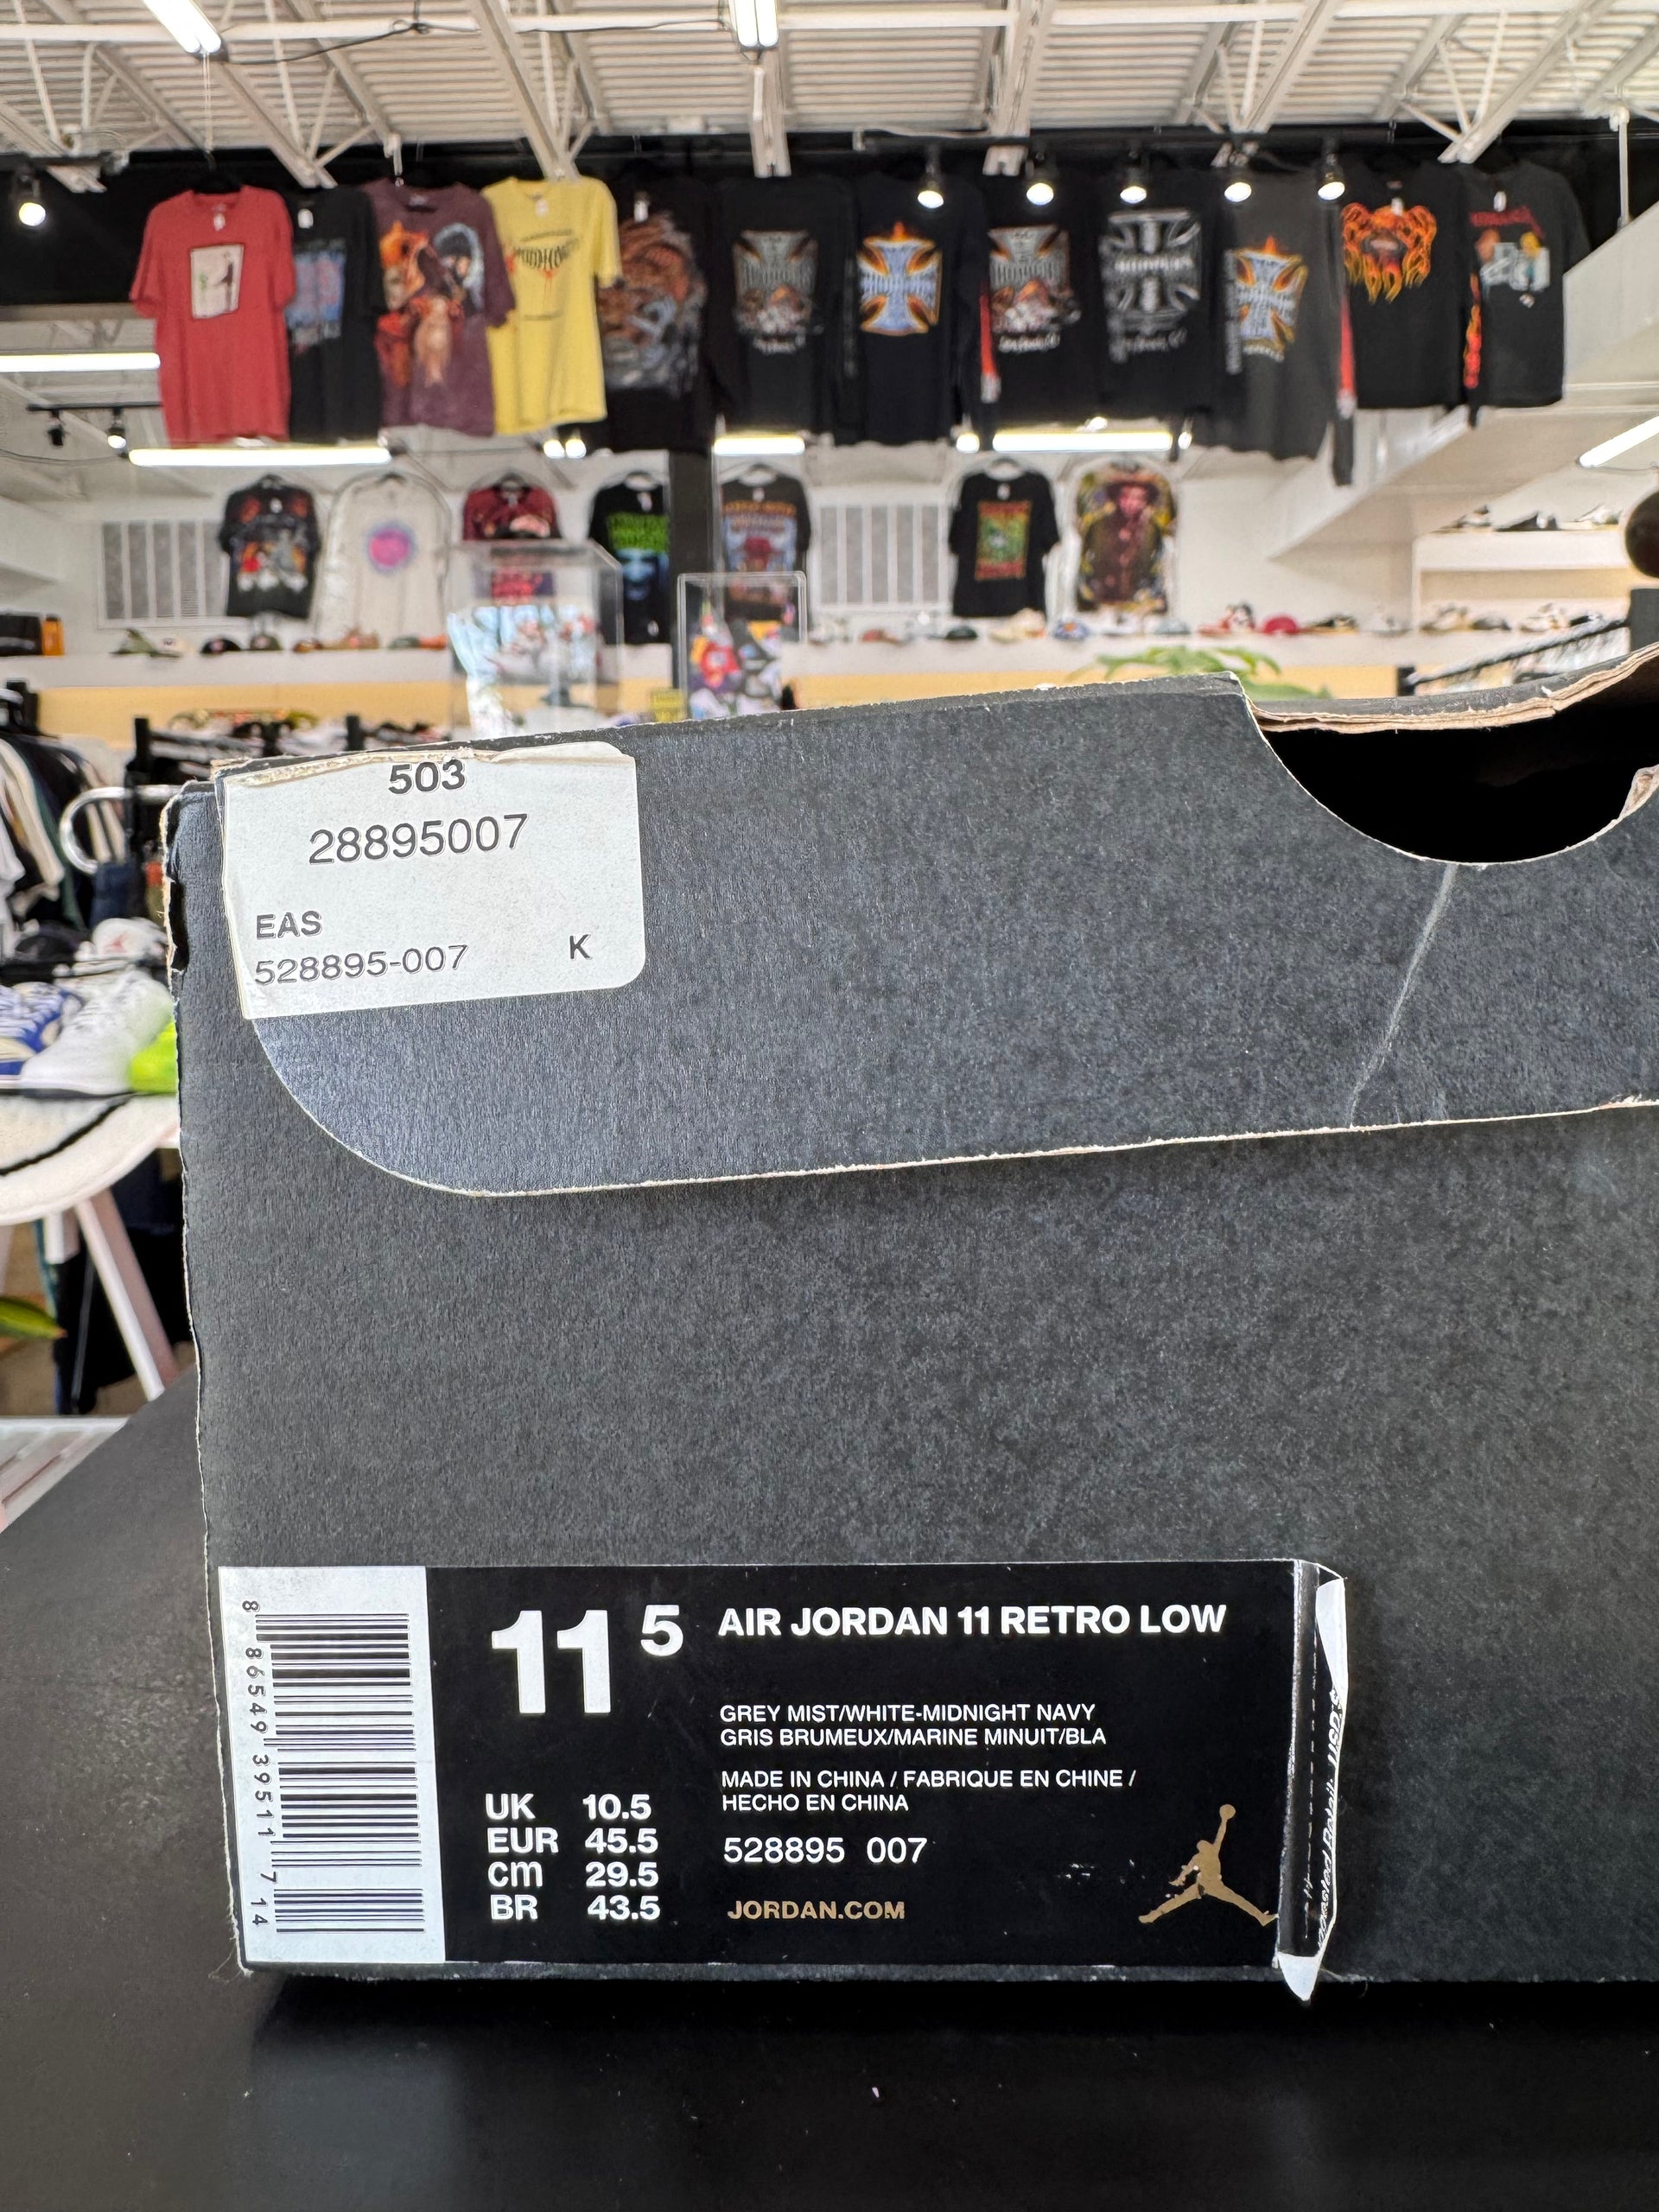 503
28895007
EAS
528895-007 K
11 5
AIR JORDAN 11 RETRO LOW
GREY MIST/WHITE-MIDNIGHT NAVY
GRIS BRUMEUX/MARINE MINUIT/BLA
MADE IN CHINA / FABRIQUE EN CHINE /
HECHO EN CHINA
528895 007
JORDAN.COM
UK 10.5
EUR 45.5
cm 29.5
BR 43.5
8 86549 39511 7 14